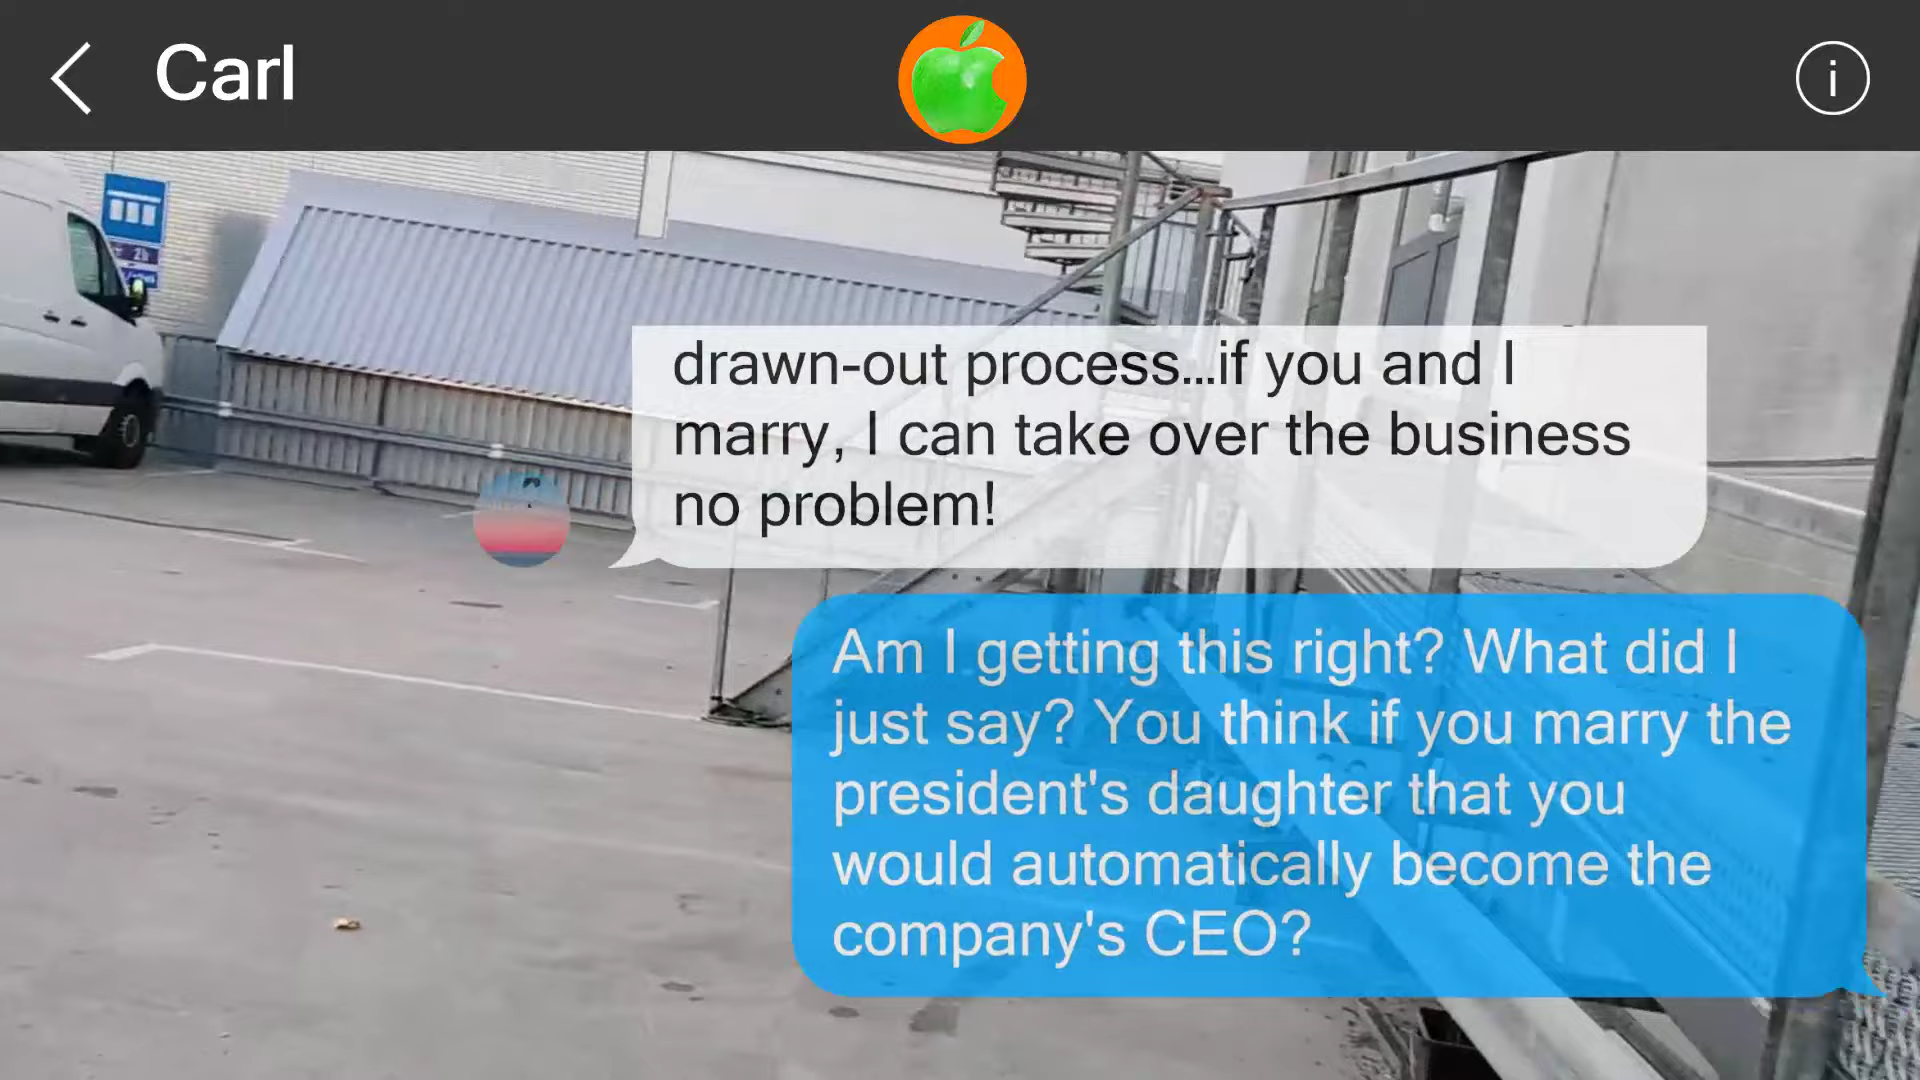 Carl
i
drawn-out process...if you and I
marry, I can take over the business
no problem!
Am I getting this right? What did I
just say? You think if you marry the
president's daughter that you
would automatically become the
company's CEO?